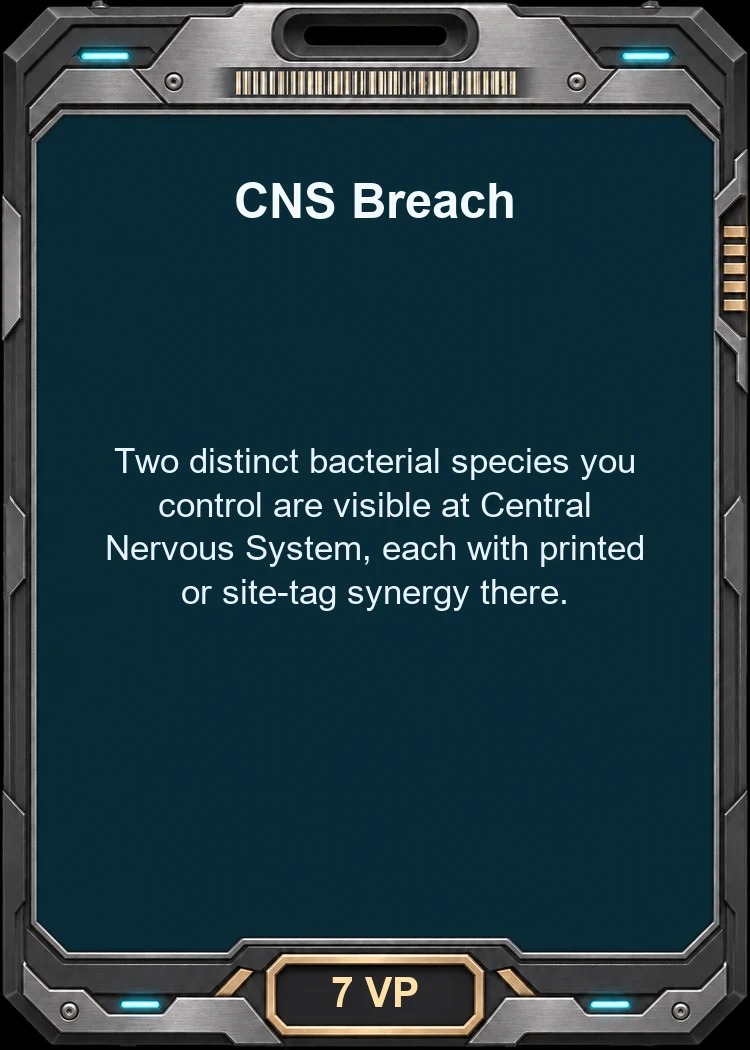 CNS Breach
Two distinct bacterial species you
control are visible at Central
Nervous System, each with printed
or site-tag synergy there.
7 VP